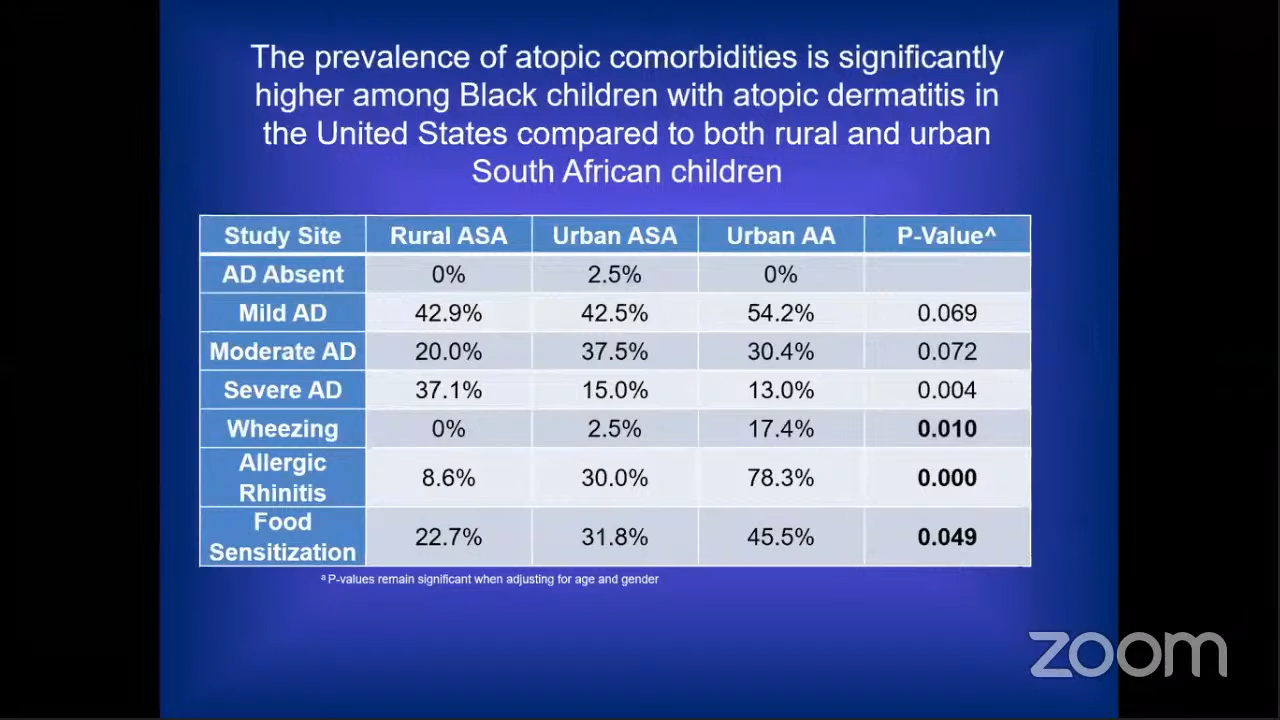 The prevalence of atopic comorbidities is significantly
higher among Black children with atopic dermatitis in
the United States compared to both rural and urban
South African children
Study Site Rural ASA Urban ASA Urban AA P-Value^
AD Absent 0% 2.5% 0%
Mild AD 42.9% 42.5% 54.2% 0.069
Moderate AD 20.0% 37.5% 30.4% 0.072
Severe AD 37.1% 15.0% 13.0% 0.004
Wheezing 0% 2.5% 17.4% 0.010
Allergic
Rhinitis 8.6% 30.0% 78.3% 0.000
Food
Sensitization 22.7% 31.8% 45.5% 0.049
ª P-values remain significant when adjusting for age and gender
zoom